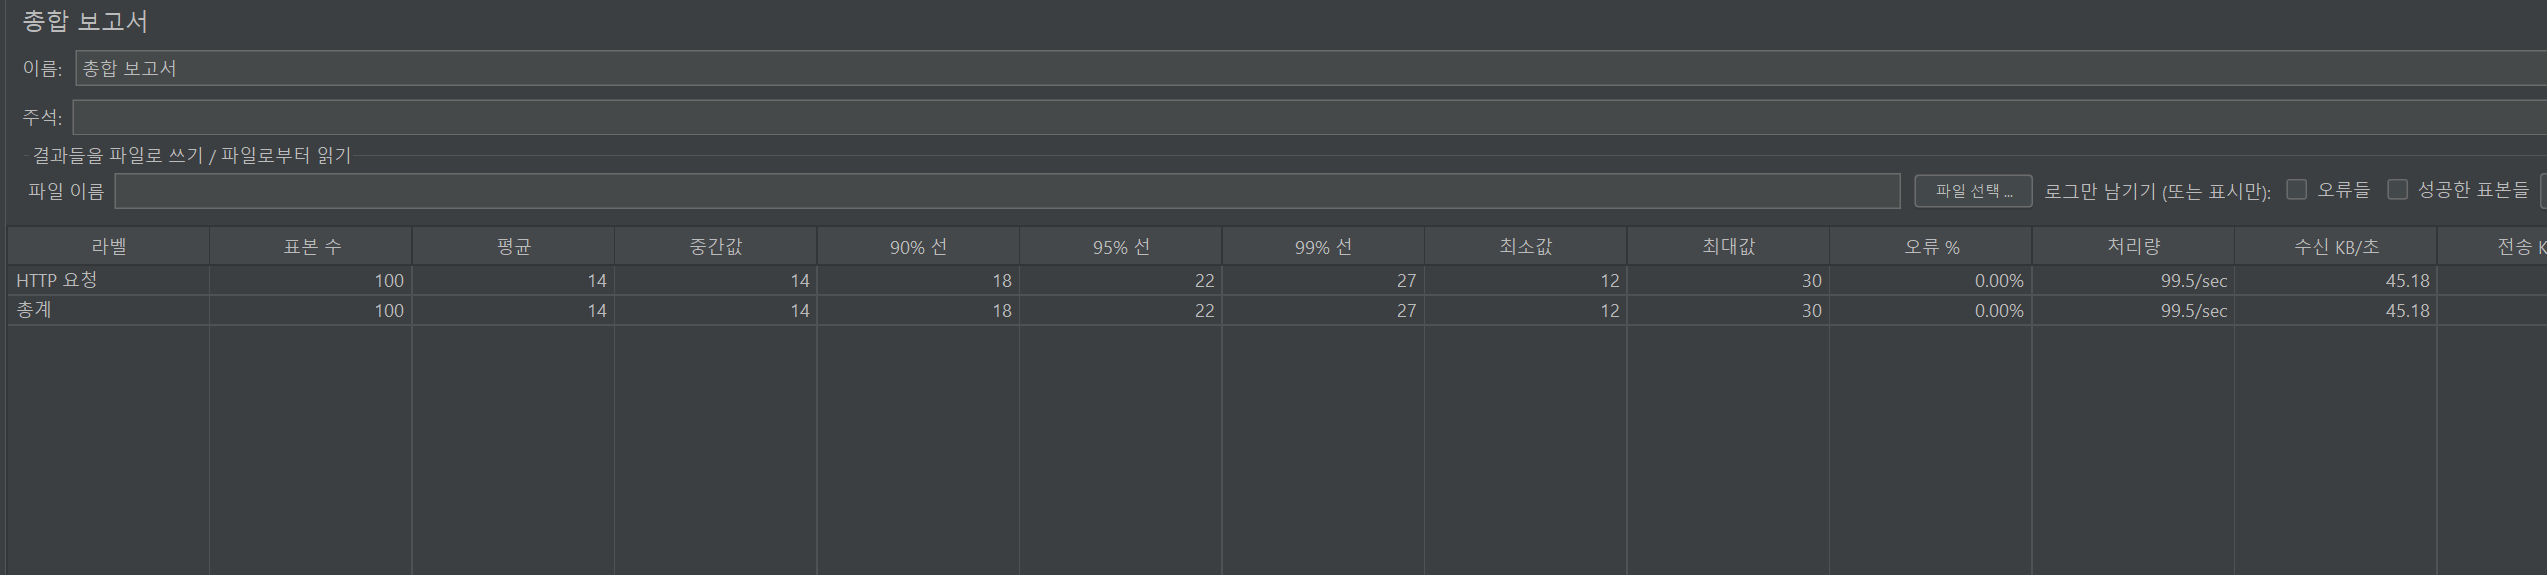 총합 보고서
이름: 총합 보고서
주석:
결과들을 파일로 쓰기 / 파일로부터 읽기
파일 이름 파일 선택 ... 로그만 남기기 (또는 표시만): 오류들 성공한 표본들
라벨 표본 수 평균 중간값 90% 선 95% 선 99% 선 최소값 최대값 오류 % 처리량 수신 KB/초 전송 K
HTTP 요청 100 14 14 18 22 27 12 30 0.00% 99.5/sec 45.18
총계 100 14 14 18 22 27 12 30 0.00% 99.5/sec 45.18